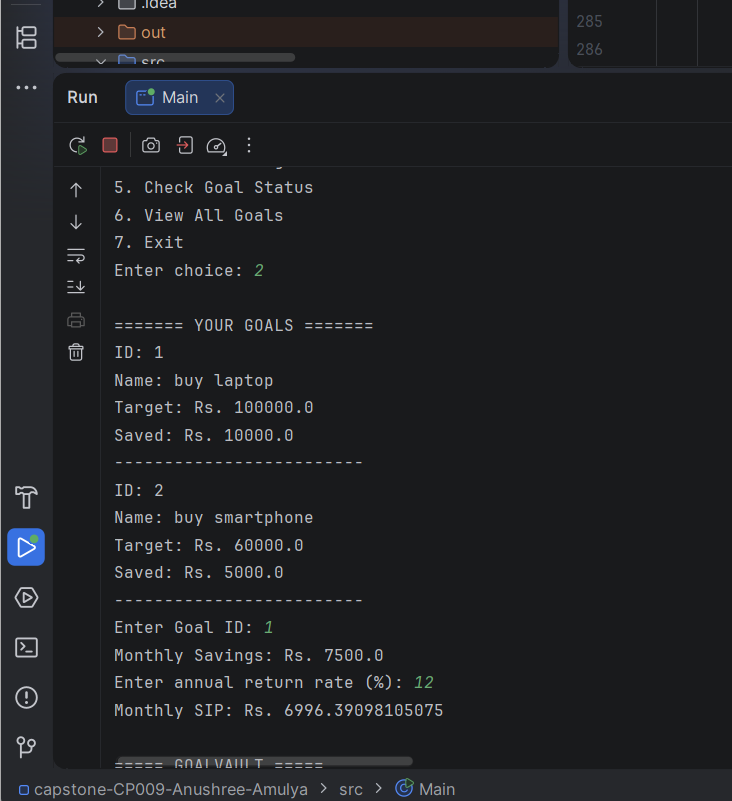 .idea
out
285
src
286
Run
Main
5. Check Goal Status
6. View All Goals
7. Exit
Enter choice: 2
======= YOUR GOALS =======
ID: 1
Name: buy laptop
Target: Rs. 100000.0
Saved: Rs. 10000.0
-------------------------
ID: 2
Name: buy smartphone
Target: Rs. 60000.0
Saved: Rs. 5000.0
-------------------------
Enter Goal ID: 1
Monthly Savings: Rs. 7500.0
Enter annual return rate (%): 12
Monthly SIP: Rs. 6996.39098105075
===== GOALVAULT =====
capstone-CP009-Anushree-Amulya > src > Main